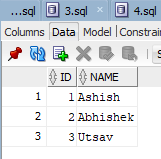 ...sql 3.sql 4.sql
Columns Data Model Constrai
ID NAME
1 1 Ashish
2 2 Abhishek
3 3 Utsav